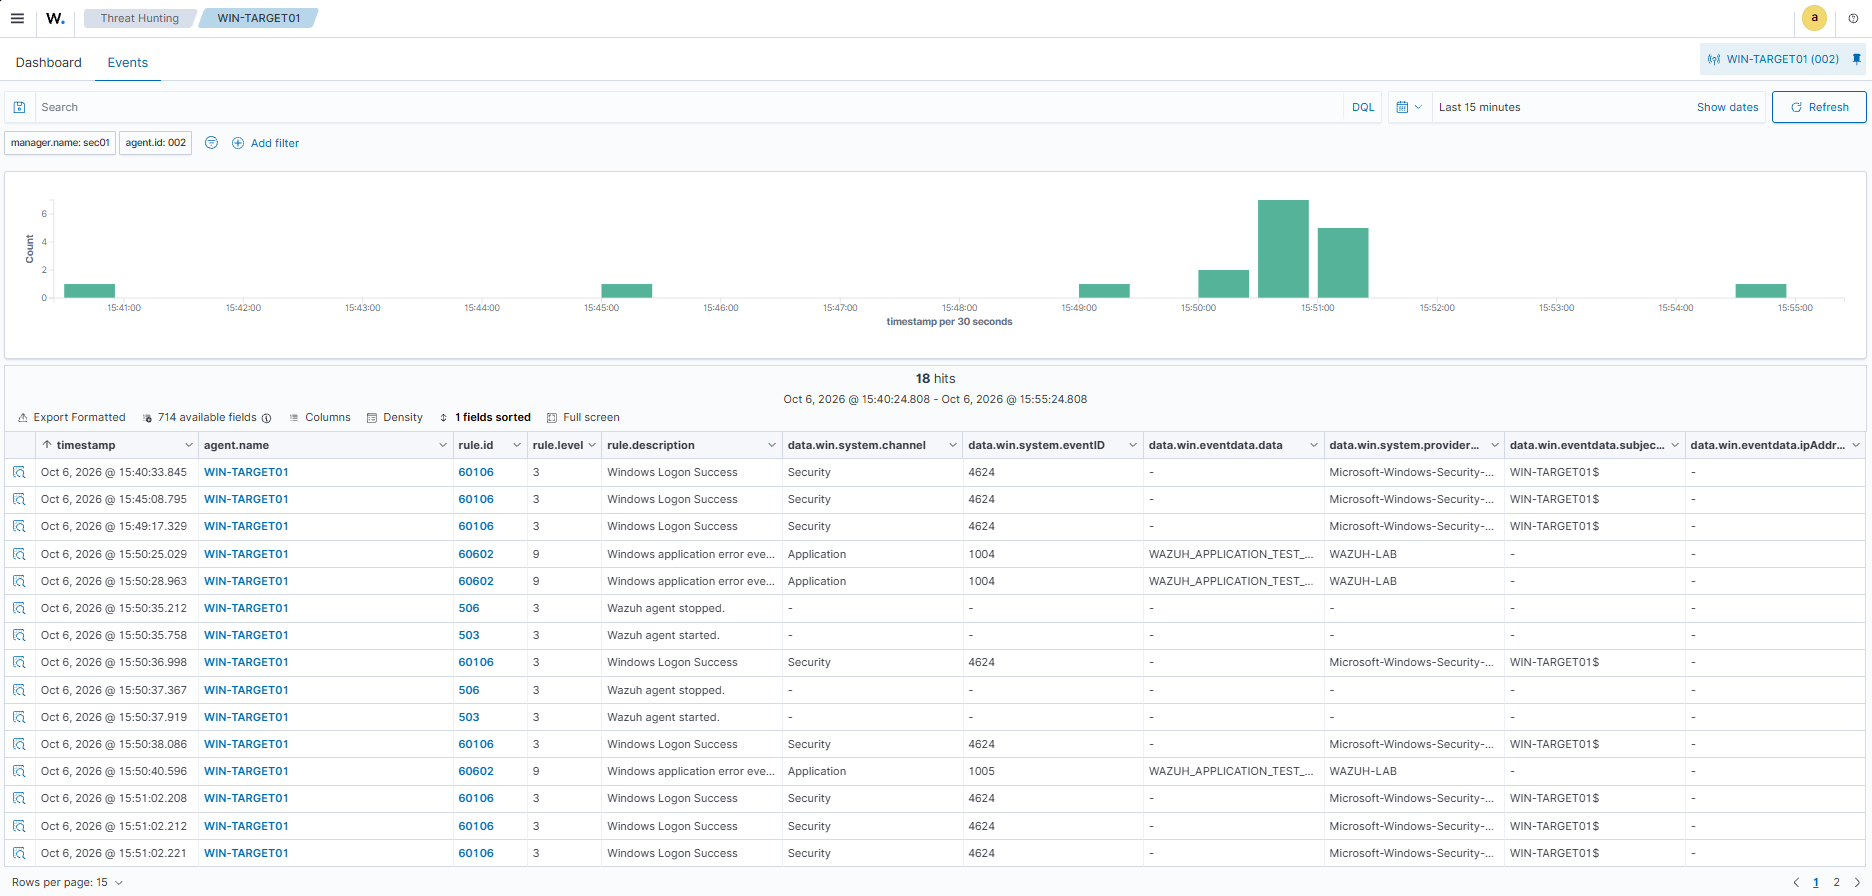 W. Threat Hunting WIN-TARGET01 a
Dashboard Events WIN-TARGET01 (002)
Search DQL Last 15 minutes Show dates Refresh
manager.name: sec01 agent.id: 002 Add filter
Count
6
4
2
0
15:41:00 15:42:00 15:43:00 15:44:00 15:45:00 15:46:00 15:47:00 15:48:00 15:49:00 15:50:00 15:51:00 15:52:00 15:53:00 15:54:00 15:55:00
timestamp per 30 seconds
18 hits
Oct 6, 2026 @ 15:40:24.808 - Oct 6, 2026 @ 15:55:24.808
Export Formatted 714 available fields Columns Density 1 fields sorted Full screen
timestamp agent.name rule.id rule.level rule.description data.win.system.channel data.win.system.eventID data.win.eventdata.data data.win.system.provider... data.win.eventdata.subjec... data.win.eventdata.ipAddr...
Oct 6, 2026 @ 15:40:33.845 WIN-TARGET01 60106 3 Windows Logon Success Security 4624 - Microsoft-Windows-Security-... WIN-TARGET01$ -
Oct 6, 2026 @ 15:45:08.795 WIN-TARGET01 60106 3 Windows Logon Success Security 4624 - Microsoft-Windows-Security-... WIN-TARGET01$ -
Oct 6, 2026 @ 15:49:17.329 WIN-TARGET01 60106 3 Windows Logon Success Security 4624 - Microsoft-Windows-Security-... WIN-TARGET01$ -
Oct 6, 2026 @ 15:50:25.029 WIN-TARGET01 60602 9 Windows application error eve... Application 1004 WAZUH_APPLICATION_TEST_... WAZUH-LAB - -
Oct 6, 2026 @ 15:50:28.963 WIN-TARGET01 60602 9 Windows application error eve... Application 1004 WAZUH_APPLICATION_TEST_... WAZUH-LAB - -
Oct 6, 2026 @ 15:50:35.212 WIN-TARGET01 506 3 Wazuh agent stopped. - - - - - -
Oct 6, 2026 @ 15:50:35.758 WIN-TARGET01 503 3 Wazuh agent started. - - - - - -
Oct 6, 2026 @ 15:50:36.998 WIN-TARGET01 60106 3 Windows Logon Success Security 4624 - Microsoft-Windows-Security-... WIN-TARGET01$ -
Oct 6, 2026 @ 15:50:37.367 WIN-TARGET01 506 3 Wazuh agent stopped. - - - - - -
Oct 6, 2026 @ 15:50:37.919 WIN-TARGET01 503 3 Wazuh agent started. - - - - - -
Oct 6, 2026 @ 15:50:38.086 WIN-TARGET01 60106 3 Windows Logon Success Security 4624 - Microsoft-Windows-Security-... WIN-TARGET01$ -
Oct 6, 2026 @ 15:50:40.596 WIN-TARGET01 60602 9 Windows application error eve... Application 1005 WAZUH_APPLICATION_TEST_... WAZUH-LAB - -
Oct 6, 2026 @ 15:51:02.208 WIN-TARGET01 60106 3 Windows Logon Success Security 4624 - Microsoft-Windows-Security-... WIN-TARGET01$ -
Oct 6, 2026 @ 15:51:02.212 WIN-TARGET01 60106 3 Windows Logon Success Security 4624 - Microsoft-Windows-Security-... WIN-TARGET01$ -
Oct 6, 2026 @ 15:51:02.221 WIN-TARGET01 60106 3 Windows Logon Success Security 4624 - Microsoft-Windows-Security-... WIN-TARGET01$ -
Rows per page: 15 1 2